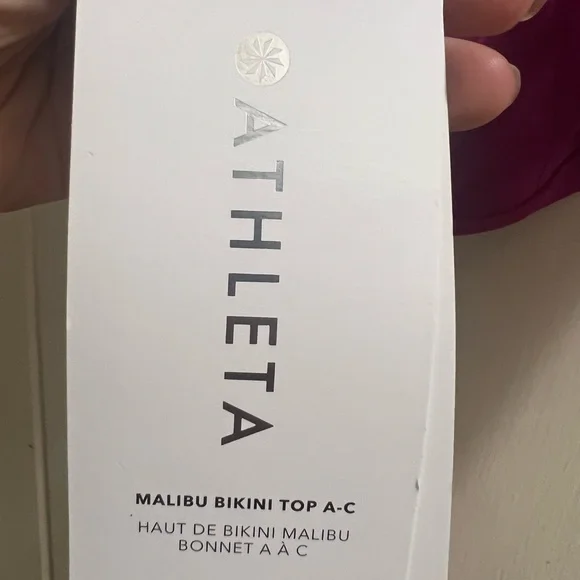 ATHLETA
MALIBU BIKINI TOP A-C
HAUT DE BIKINI MALIBU
BONNET A À C